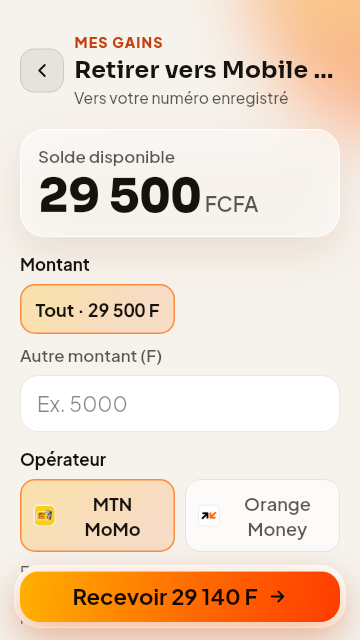 MES GAINS
Retirer vers Mobile ...
Vers votre numéro enregistré
Solde disponible
29 500 FCFA
Montant
Tout · 29 500 F
Autre montant (F)
Ex. 5000
Opérateur
MTN
MoMo
Orange
Money
Recevoir 29 140 F →